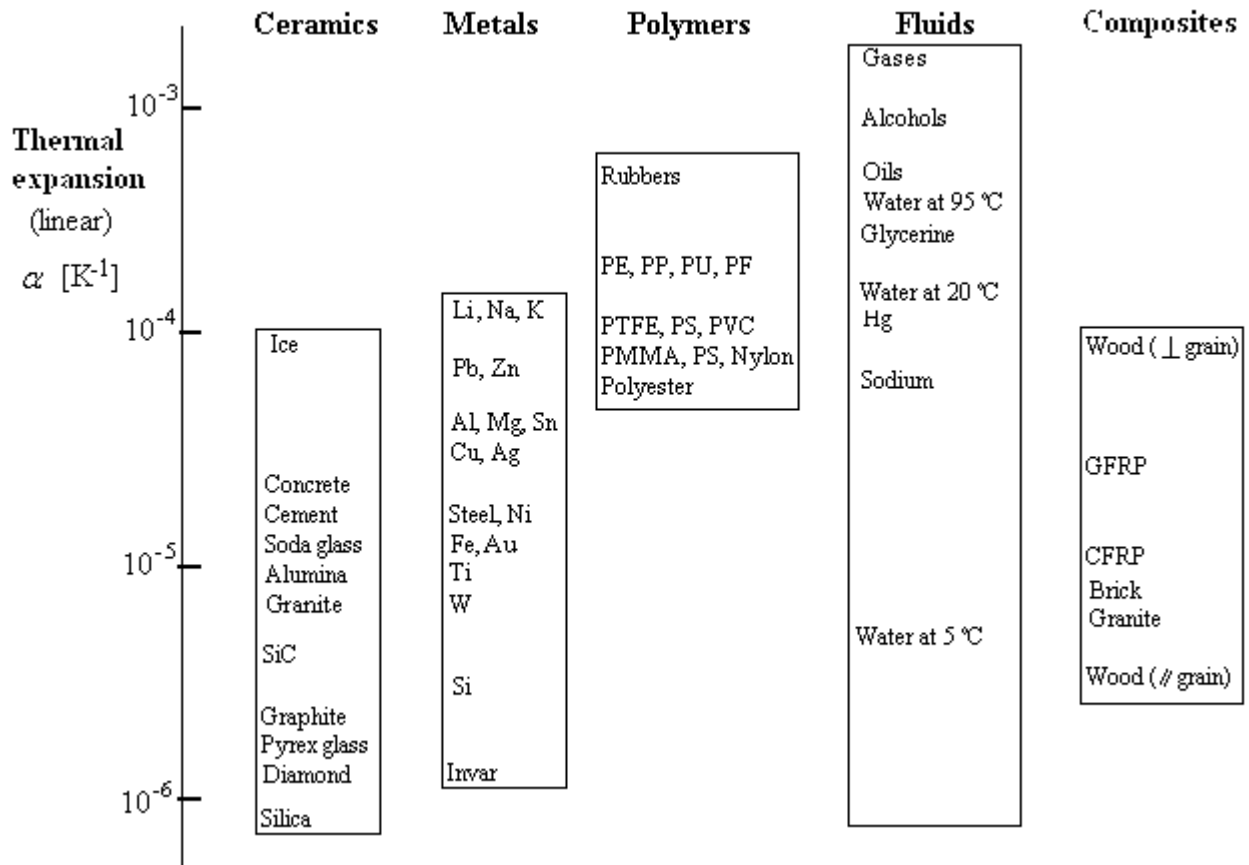 Ceramics
Metals
Polymers
Fluids
Composites
10⁻³
10⁻⁴
10⁻⁵
10⁻⁶
Thermal
expansion
(linear)
α [K⁻¹]
Ice
Concrete
Cement
Soda glass
Alumina
Granite
SiC
Graphite
Pyrex glass
Diamond
Silica
Li, Na, K
Pb, Zn
Al, Mg, Sn
Cu, Ag
Steel, Ni
Fe, Au
Ti
W
Si
Invar
Rubbers
PE, PP, PU, PF
PTFE, PS, PVC
PMMA, PS, Nylon
Polyester
Gases
Alcohols
Oils
Water at 95 ℃
Glycerine
Water at 20 ℃
Hg
Sodium
Water at 5 ℃
Wood (⊥ grain)
GFRP
CFRP
Brick
Granite
Wood (// grain)